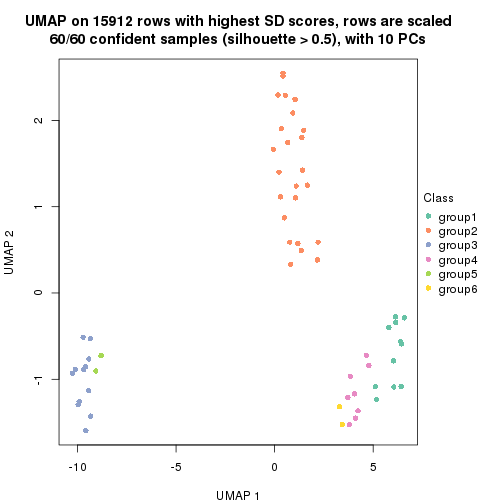 UMAP on 15912 rows with highest SD scores, rows are scaled
60/60 confident samples (silhouette > 0.5), with 10 PCs
UMAP 2
2
1
0
-1
-10
-5
0
5
UMAP 1
Class
group1
group2
group3
group4
group5
group6